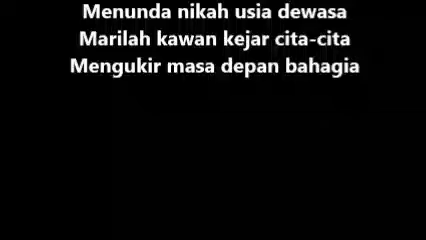 Menunda nikah usia dewasa
Marilah kawan kejar cita-cita
Mengukir masa depan bahagia